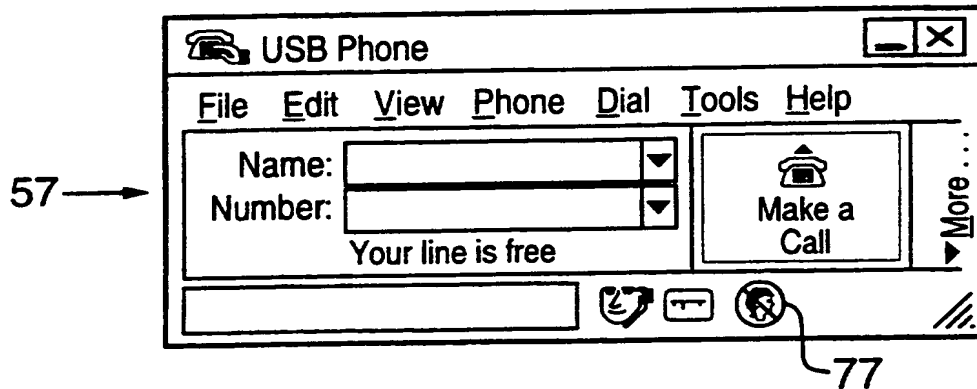 USB Phone
File Edit View Phone Dial Tools Help
Name:
Number:
Your line is free
Make a
Call
More...
57
77